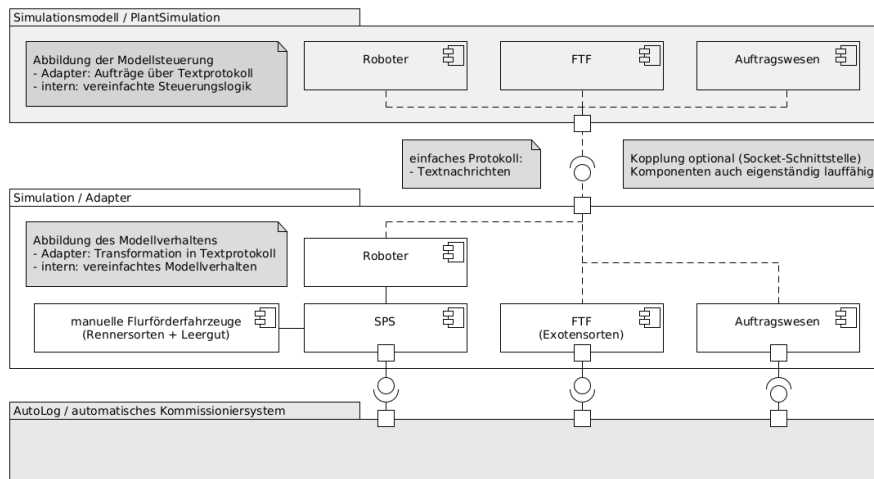 Simulationsmodell / PlantSimulation
Abbildung der Modellsteuerung
- Adapter: Aufträge über Textprotokoll
- intern: vereinfachte Steuerungslogik
Roboter
FTF
Auftragswesen
einfaches Protokoll:
- Textnachrichten
Kopplung optional (Socket-Schnittstelle)
Komponenten auch eigenständig lauffähig
Simulation / Adapter
Abbildung des Modellverhaltens
- Adapter: Transformation in Textprotokoll
- intern: vereinfachtes Modellverhalten
Roboter
manuelle Flurförderfahrzeuge
(Rennersorten + Leergut)
SPS
FTF
(Exotensorten)
Auftragswesen
AutoLog / automatisches Kommissioniersystem